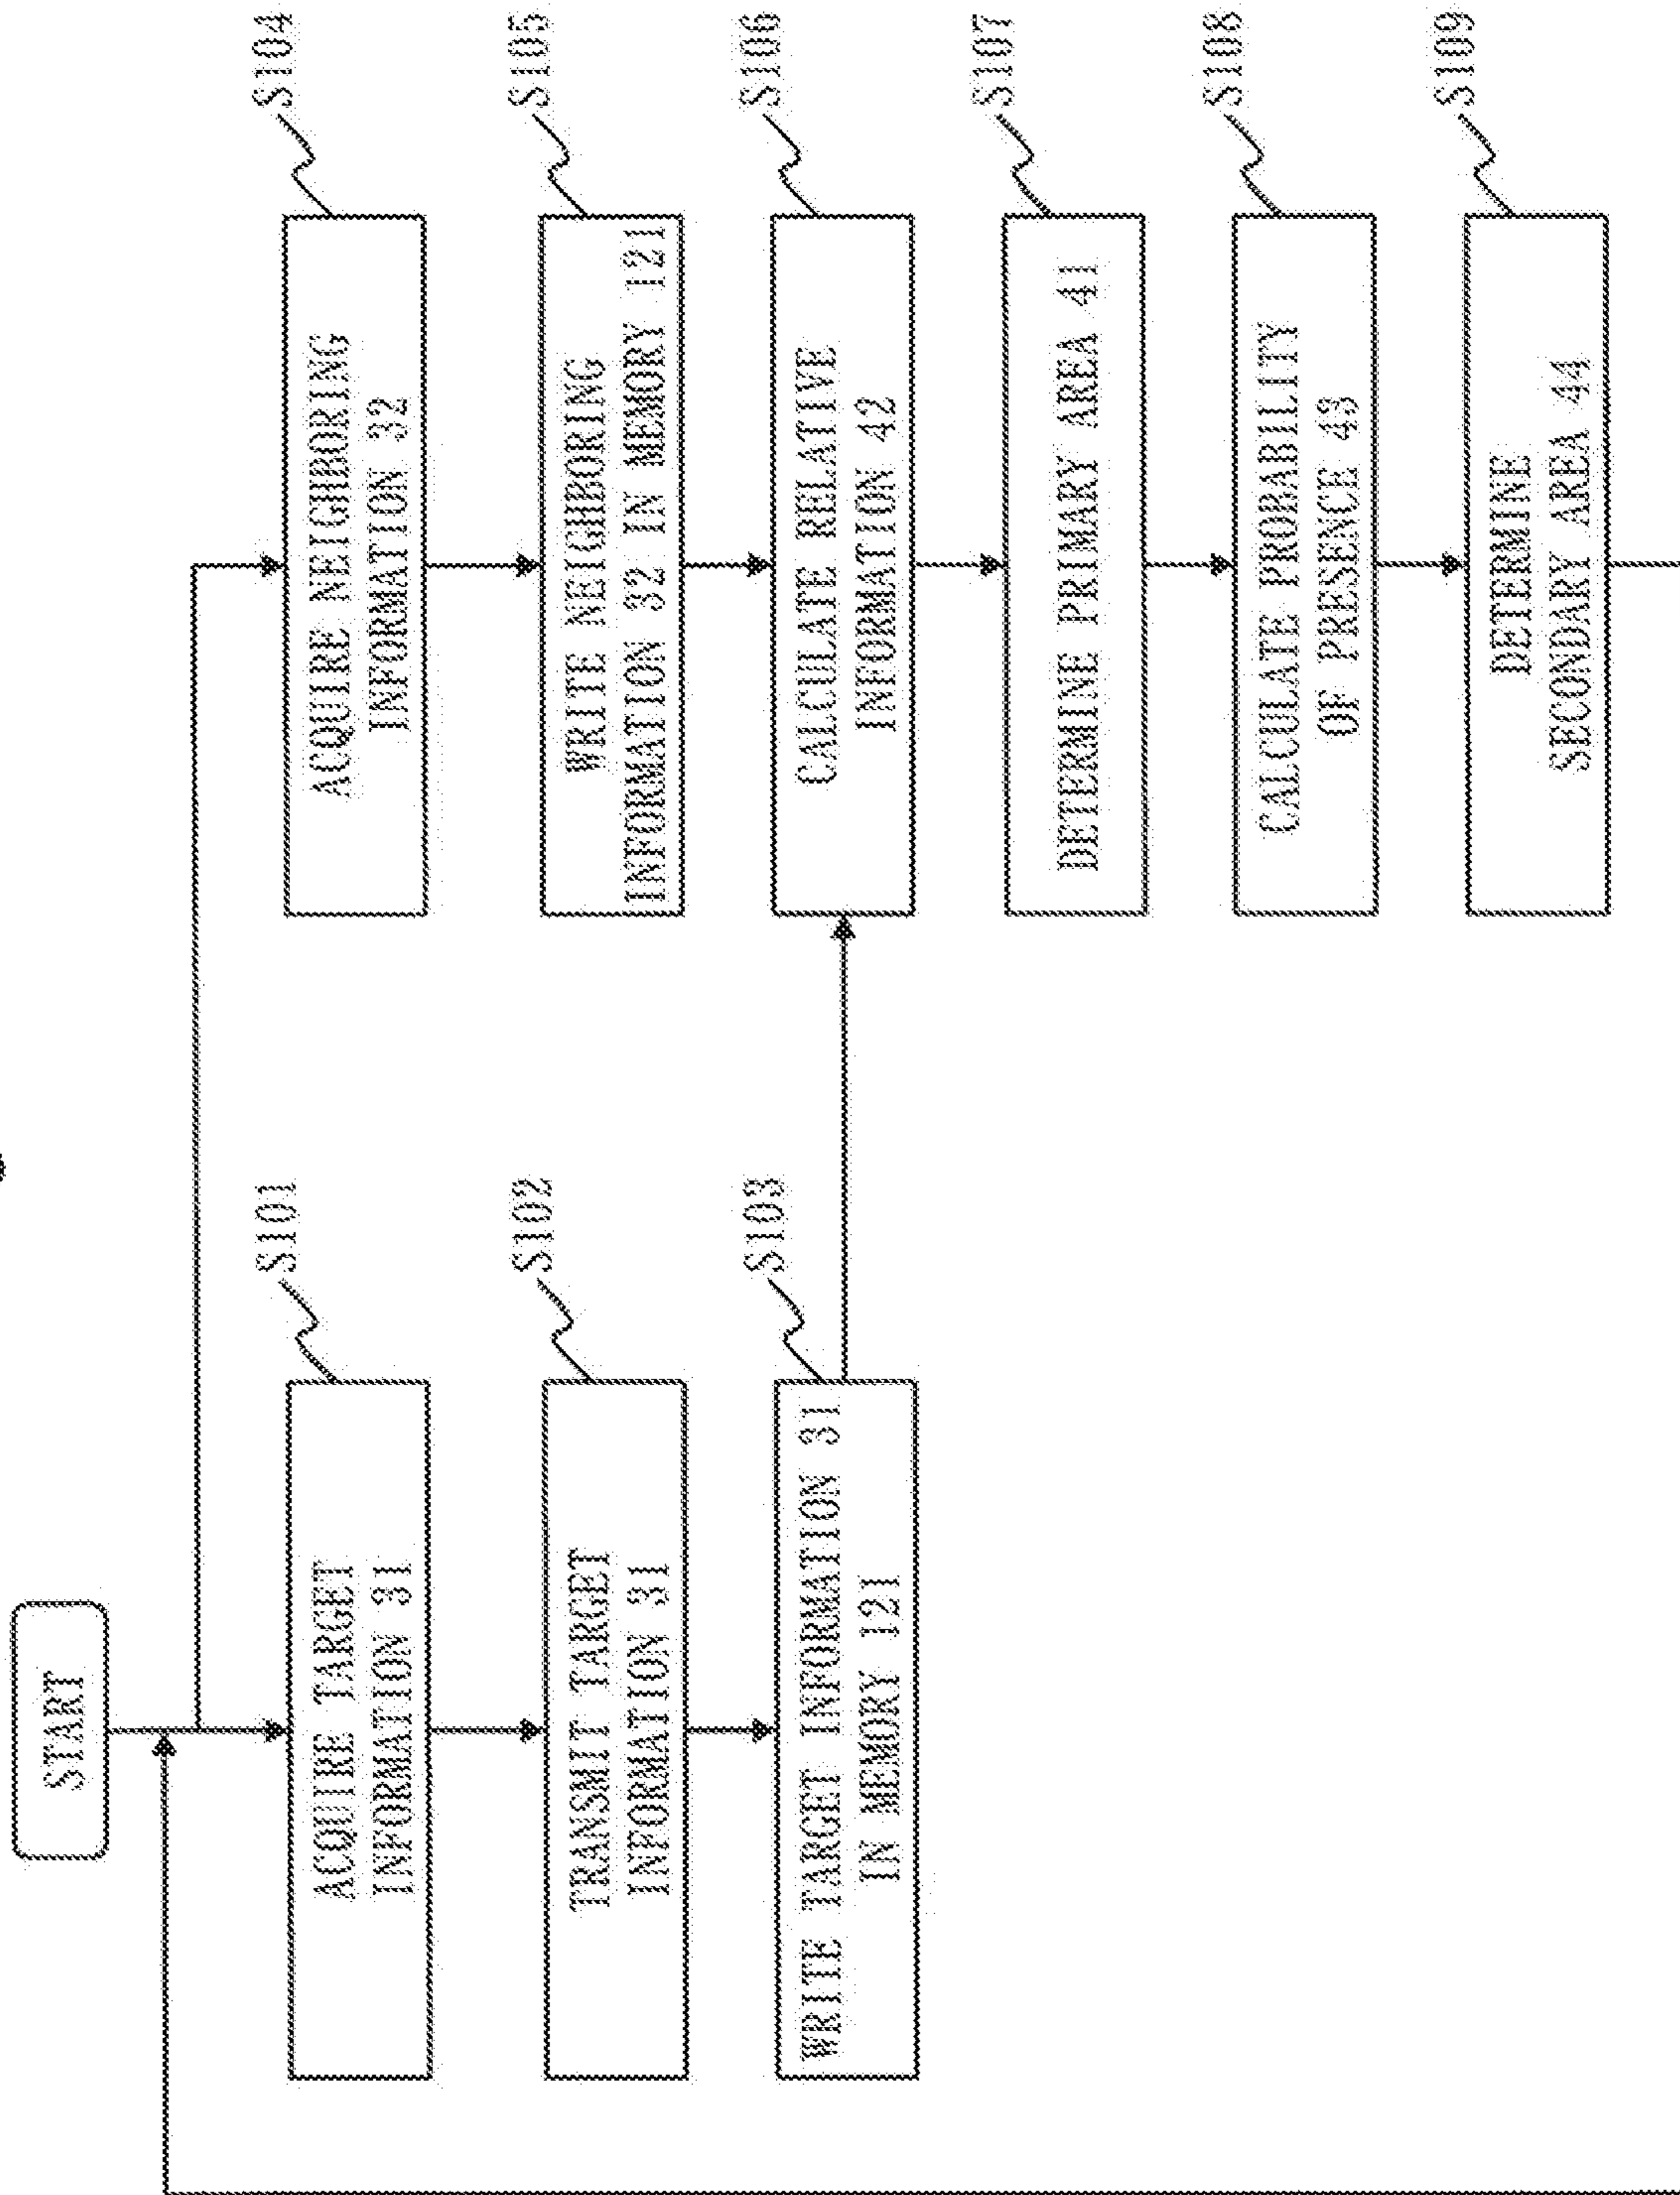 START
S101
ACQUIRE TARGET
INFORMATION 31
S102
TRANSMIT TARGET
INFORMATION 31
S103
WRITE TARGET INFORMATION 31
IN MEMORY 121
S104
ACQUIRE NEIGHBORING
INFORMATION 32
S105
WRITE NEIGHBORING
INFORMATION 32 IN MEMORY 121
S106
CALCULATE RELATIVE
INFORMATION 42
S107
DETERMINE PRIMARY AREA 41
S108
CALCULATE PROBABILITY
OF PRESENCE 43
S109
DETERMINE
SECONDARY AREA 44